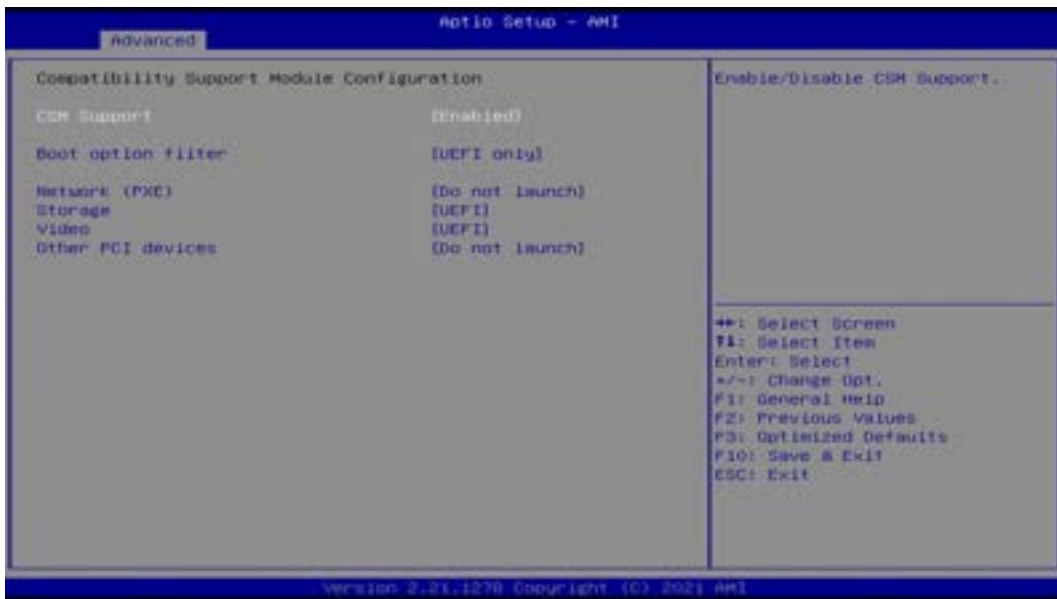 Aptio Setup - AMI
Advanced
Compatibility Support Module Configuration
CSM Support [Enabled]
Boot option filter [UEFI only]
Network (PXE) [Do not launch]
Storage [UEFI]
Video [UEFI]
Other PCI devices [Do not launch]
Enable/Disable CSM Support.
→←: Select Screen
↑↓: Select Item
Enter: Select
+/-: Change Opt.
F1: General Help
F2: Previous Values
F3: Optimized Defaults
F10: Save & Exit
ESC: Exit
Version 2.21.1278 Copyright (C) 2021 AMI